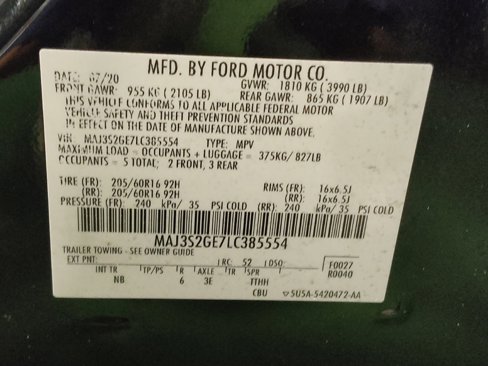 MFD. BY FORD MOTOR CO.
DATE: 07/20 GVWR: 1810 KG ( 3990 LB)
FRONT GAWR: 955 KG ( 2105 LB) REAR GAWR: 865 KG ( 1907 LB)
THIS VEHICLE CONFORMS TO ALL APPLICABLE FEDERAL MOTOR
VEHICLE SAFETY AND THEFT PREVENTION STANDARDS
IN EFFECT ON THE DATE OF MANUFACTURE SHOWN ABOVE.
VIN: MAJ3S2GE7LC385554 TYPE: MPV
MAXIMUM LOAD = OCCUPANTS + LUGGAGE = 375KG/ 827LB
OCCUPANTS = 5 TOTAL; 2 FRONT, 3 REAR
TIRE (FR): 205/60R16 92H RIMS (FR): 16x6.5J
(RR): 205/60R16 92H (RR): 16x6.5J
PRESSURE (FR): 240 kPa/ 35 PSI COLD (RR): 240 kPa/ 35 PSI COLD
MAJ3S2GE7LC385554
TRAILER TOWING - SEE OWNER GUIDE
EXT PNT: RC: 52 DSO: F0027
R0040
INT TR TP/PS R AXLE TR SPR
NB 6 3E TTHH
CBU 5U5A-5420472-AA